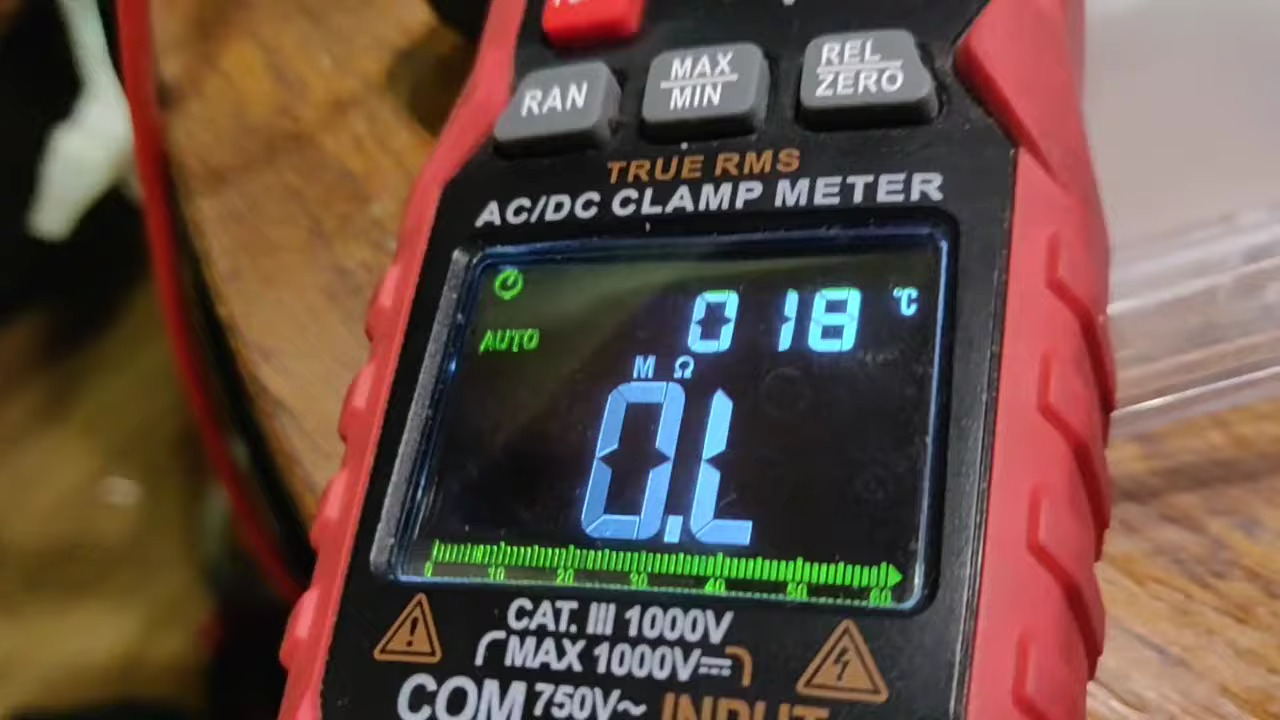 RAN
MAX
MIN
REL
ZERO
TRUE RMS
AC/DC CLAMP METER
018 °C
AUTO
M Ω
0.L
0 10 20 30 40 50 60
CAT. III 1000V
MAX 1000V
COM 750V~ INPUT